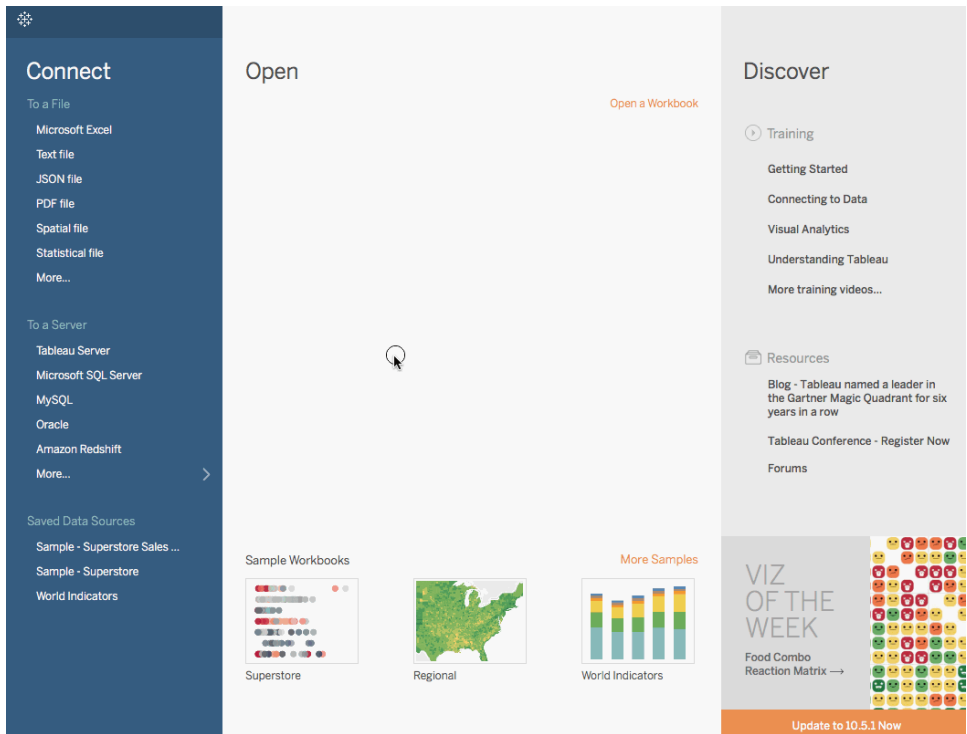 Connect
To a File
Microsoft Excel
Text file
JSON file
PDF file
Spatial file
Statistical file
More...
To a Server
Tableau Server
Microsoft SQL Server
MySQL
Oracle
Amazon Redshift
More...
Saved Data Sources
Sample - Superstore Sales ...
Sample - Superstore
World Indicators
Open
Open a Workbook
Sample Workbooks
More Samples
Superstore
Regional
World Indicators
Discover
Training
Getting Started
Connecting to Data
Visual Analytics
Understanding Tableau
More training videos...
Resources
Blog - Tableau named a leader in
the Gartner Magic Quadrant for six
years in a row
Tableau Conference - Register Now
Forums
VIZ
OF THE
WEEK
Food Combo
Reaction Matrix →
Update to 10.5.1 Now